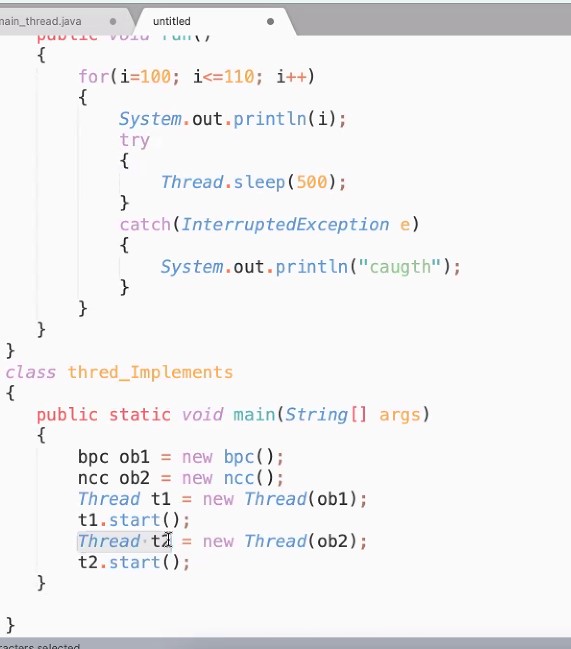 main_thread.java
untitled
public void run()
{
for(i=100; i<=110; i++)
{
System.out.println(i);
try
{
Thread.sleep(500);
}
catch(InterruptedException e)
{
System.out.println("caugth");
}
}
}
}
class thred_Implements
{
public static void main(String[] args)
{
bpc ob1 = new bpc();
ncc ob2 = new ncc();
Thread t1 = new Thread(ob1);
t1.start();
Thread t2 = new Thread(ob2);
t2.start();
}
}
racters selected